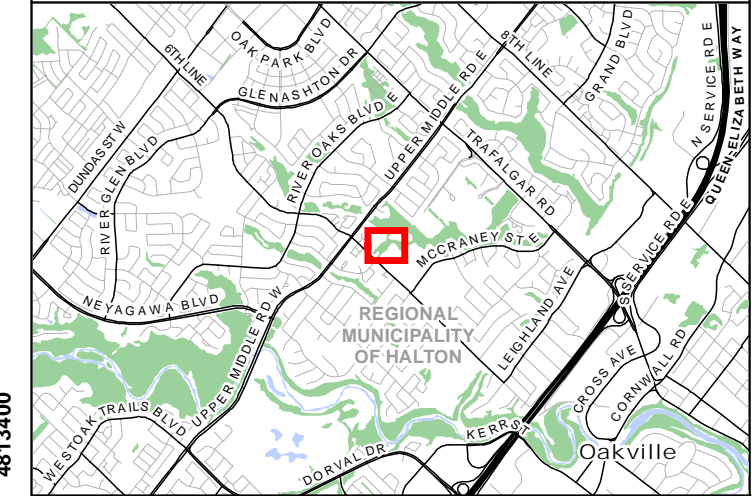 6TH LINE
OAK PARK BLVD
GLENASHTON DR
8TH LINE
GRAND BLVD
N SERVICE RD E
QUEEN ELIZABETH WAY
DUNDAS ST W
RIVER GLEN BLVD
RIVER OAKS BLVD E
UPPER MIDDLE RD E
TRAFALGAR RD
MCCRANEY ST E
S SERVICE RD E
NEYAGAWA BLVD
REGIONAL
MUNICIPALITY
OF HALTON
LEIGHLAND AVE
UPPER MIDDLE RD W
CROSS AVE
CORNWALL RD
4813400
WESTOAK TRAILS BLVD
KERR ST
DORVAL DR
Oakville